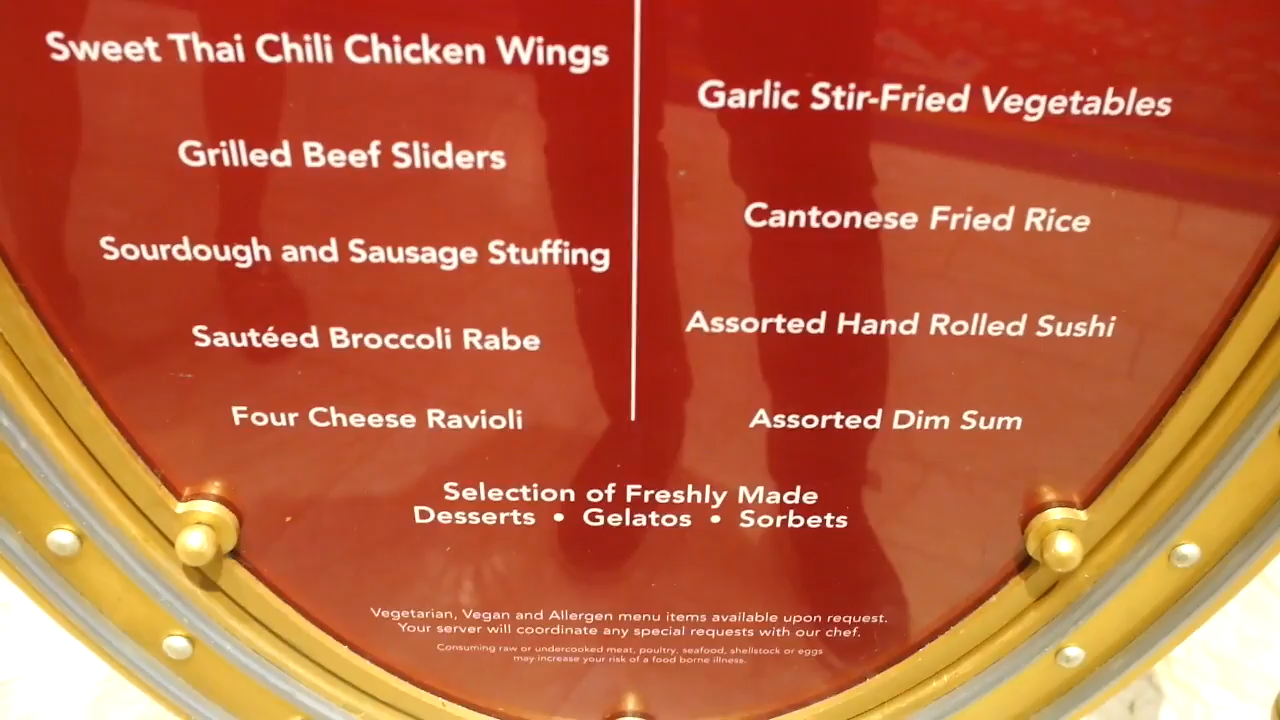 Sweet Thai Chili Chicken Wings
Grilled Beef Sliders
Sourdough and Sausage Stuffing
Sautéed Broccoli Rabe
Four Cheese Ravioli
Garlic Stir-Fried Vegetables
Cantonese Fried Rice
Assorted Hand Rolled Sushi
Assorted Dim Sum
Selection of Freshly Made
Desserts • Gelatos • Sorbets
Vegetarian, Vegan and Allergen menu items available upon request.
Your server will coordinate any special requests with our chef.
Consuming raw or undercooked meat, poultry, seafood, shellstock or eggs
may increase your risk of a food borne illness.